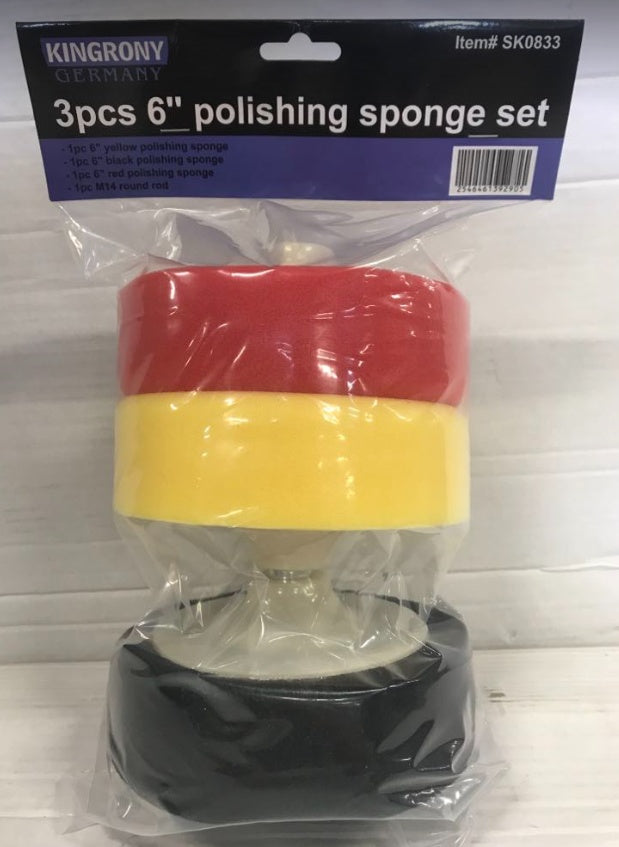 KINGRONY
GERMANY
Item# SK0833
3pcs 6" polishing sponge set
- 1pc 6" yellow polishing sponge
- 1pc 6" black polishing sponge
- 1pc 6" red polishing sponge
- 1pc M14 round rod
2546461392905